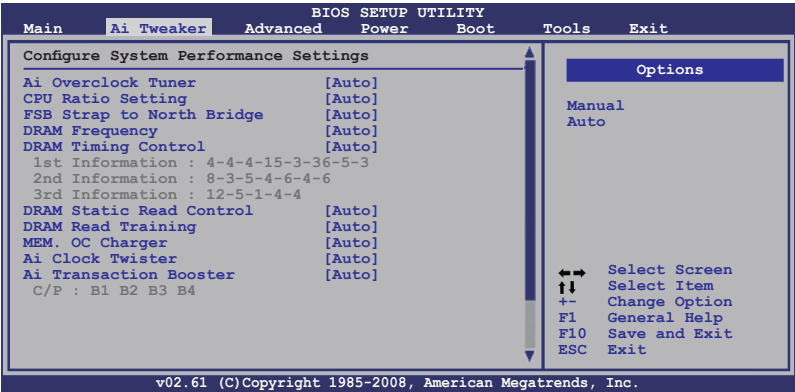 BIOS SETUP UTILITY
Main Ai Tweaker Advanced Power Boot Tools Exit
Configure System Performance Settings
Ai Overclock Tuner [Auto]
CPU Ratio Setting [Auto]
FSB Strap to North Bridge [Auto]
DRAM Frequency [Auto]
DRAM Timing Control [Auto]
1st Information : 4-4-4-15-3-36-5-3
2nd Information : 8-3-5-4-6-4-6
3rd Information : 12-5-1-4-4
DRAM Static Read Control [Auto]
DRAM Read Training [Auto]
MEM. OC Charger [Auto]
Ai Clock Twister [Auto]
Ai Transaction Booster [Auto]
C/P : B1 B2 B3 B4
Options
Manual
Auto
←→ Select Screen
↑↓ Select Item
+- Change Option
F1 General Help
F10 Save and Exit
ESC Exit
v02.61 (C)Copyright 1985-2008, American Megatrends, Inc.